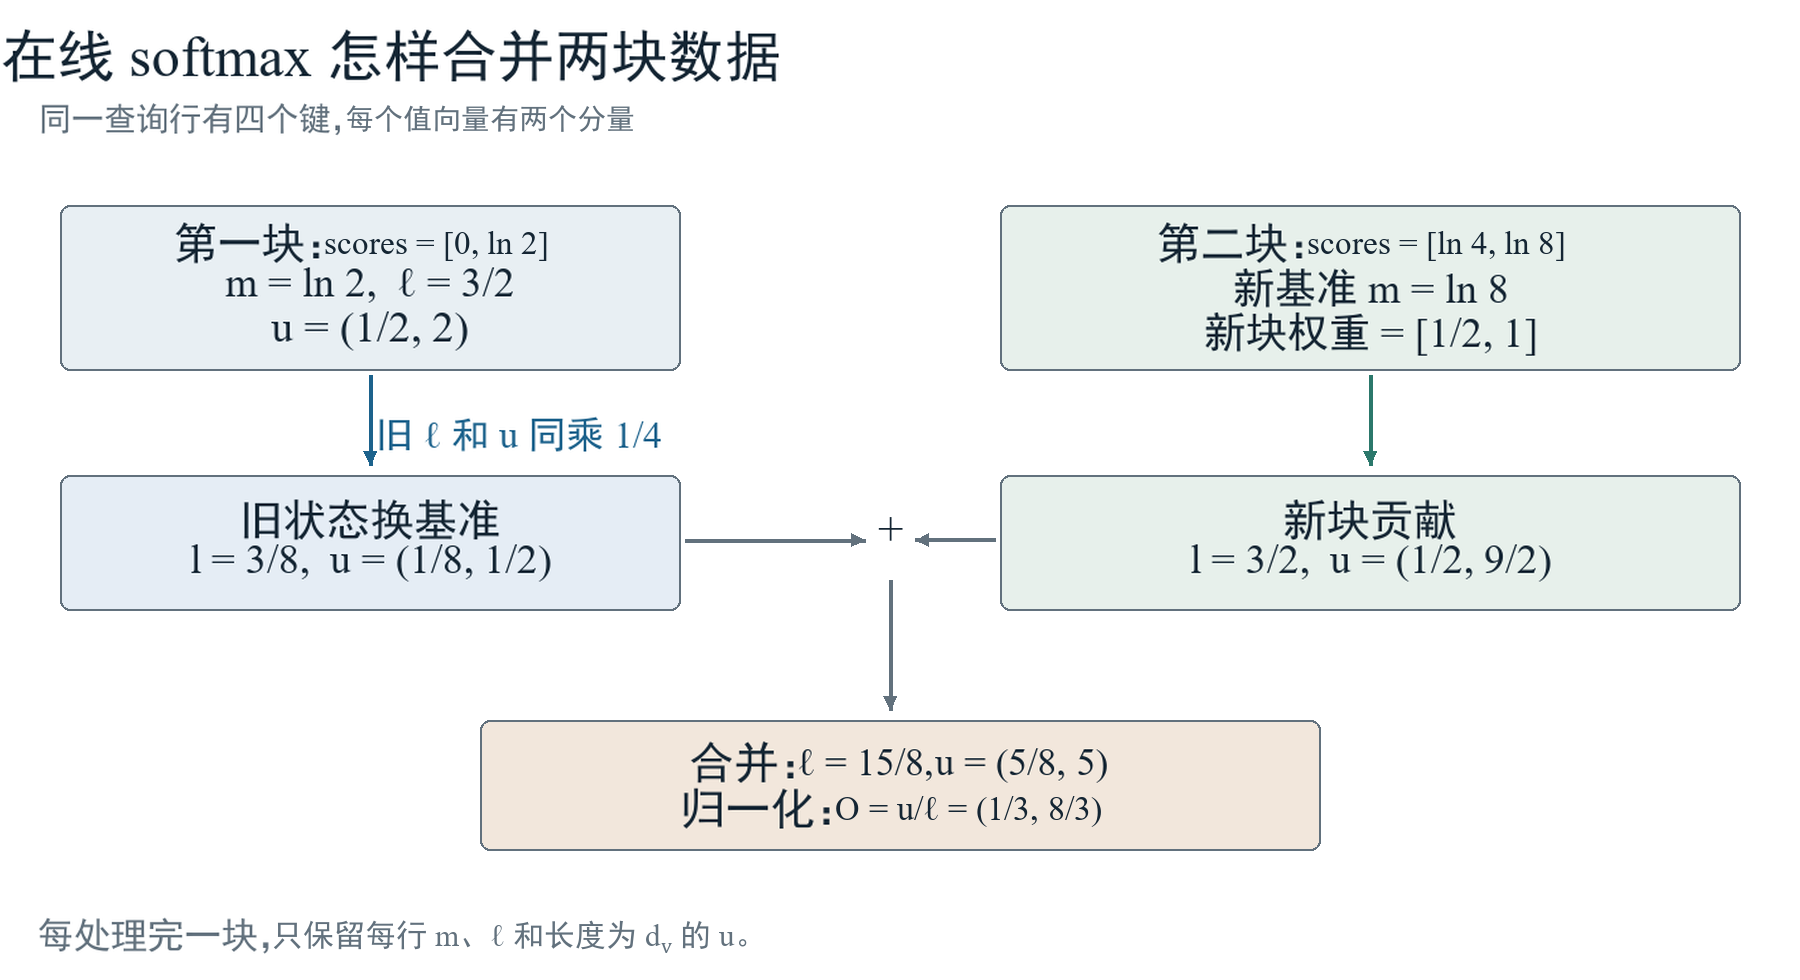 在线 softmax 怎样合并两块数据
同一查询行有四个键,每个值向量有两个分量
第一块:scores = [0, ln 2]
m = ln 2, ℓ = 3/2
u = (1/2, 2)
第二块:scores = [ln 4, ln 8]
新基准 m = ln 8
新块权重 = [1/2, 1]
旧 ℓ 和 u 同乘 1/4
旧状态换基准
l = 3/8, u = (1/8, 1/2)
+
新块贡献
l = 3/2, u = (1/2, 9/2)
合并:ℓ = 15/8,u = (5/8, 5)
归一化:O = u/ℓ = (1/3, 8/3)
每处理完一块,只保留每行 m、ℓ 和长度为 dᵥ 的 u。